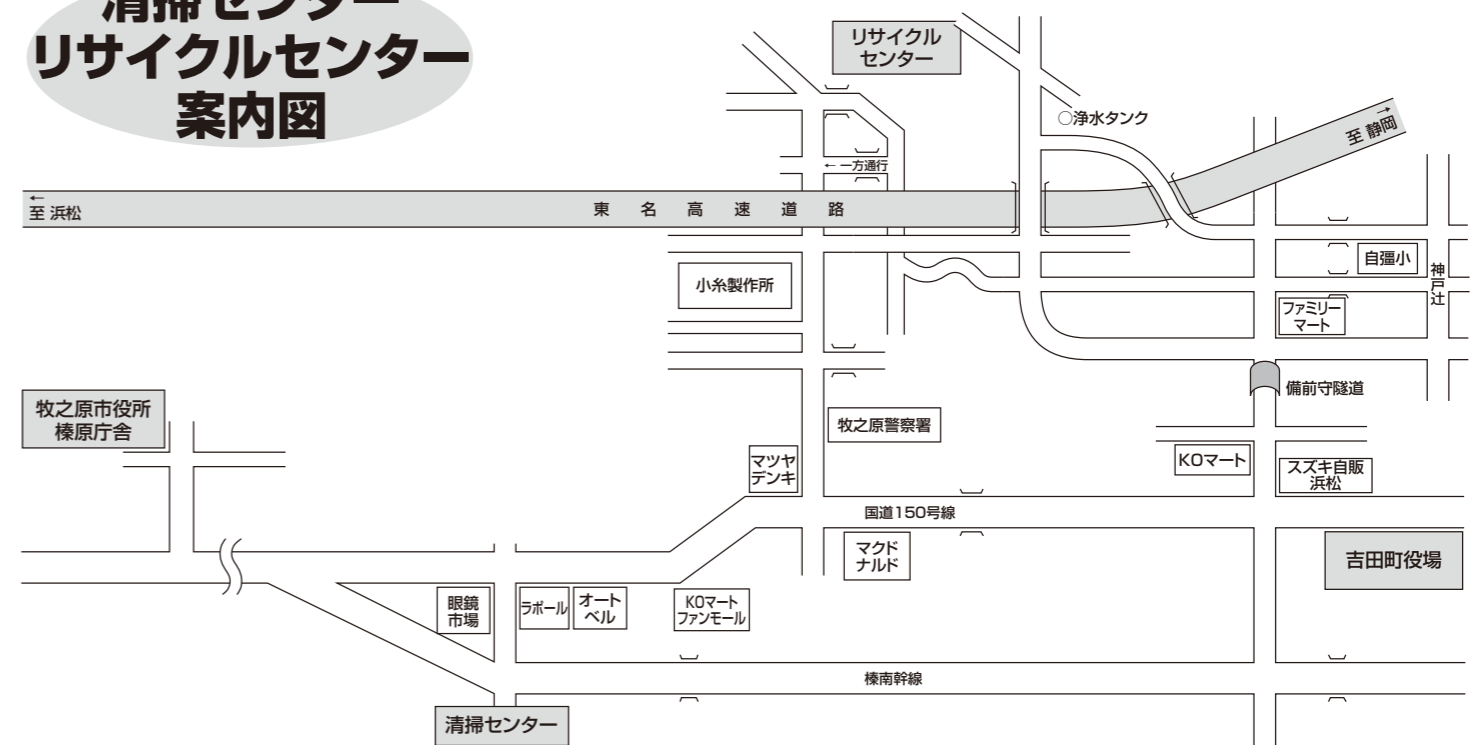 清掃センター
リサイクルセンター
案内図
リサイクル
センター
○浄水タンク
→
至 静岡
← 一方通行
←
至 浜松
東名高速道路
自彊小
神戸辻
小糸製作所
ファミリー
マート
備前守隧道
牧之原市役所
榛原庁舎
牧之原警察署
マツヤ
デンキ
KOマート
スズキ自販
浜松
国道150号線
マクド
ナルド
吉田町役場
眼鏡
市場
ラポール
オート
ベル
KOマート
ファンモール
榛南幹線
清掃センター